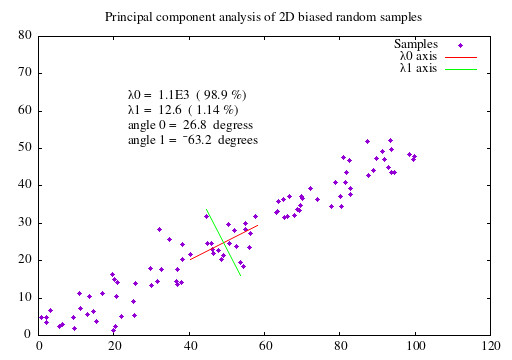 Principal component analysis of 2D biased random samples
80
70
60
50
40
30
20
10
0
0 20 40 60 80 100 120
Samples
λ0 axis
λ1 axis
λ0 = 1.1E3 ( 98.9 %)
λ1 = 12.6 ( 1.14 %)
angle 0 = 26.8 degress
angle 1 = ¯63.2 degrees